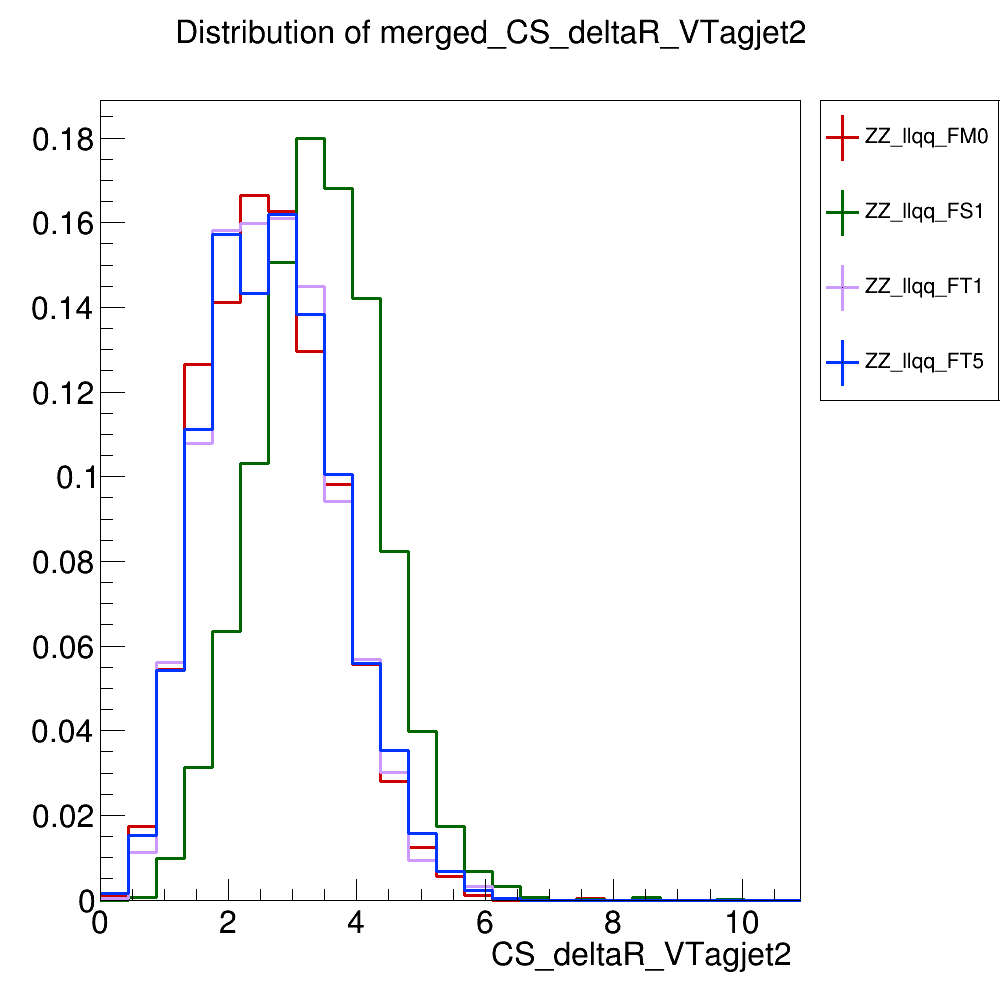 Distribution of merged_CS_deltaR_VTagjet2
0.18
0.16
0.14
0.12
0.1
0.08
0.06
0.04
0.02
0
0 2 4 6 8 10
CS_deltaR_VTagjet2
ZZ_llqq_FM0
ZZ_llqq_FS1
ZZ_llqq_FT1
ZZ_llqq_FT5